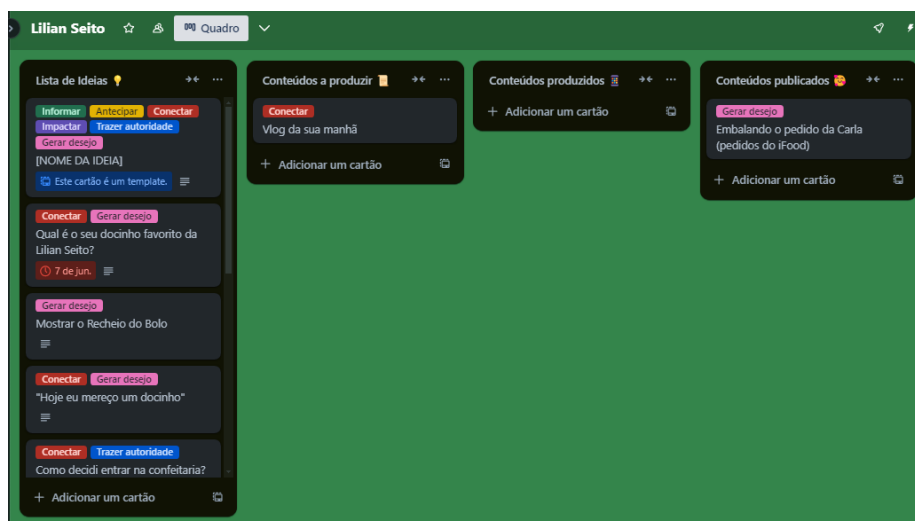 Lilian Seito Quadro
Lista de Ideias 💡
Informar Antecipar Conectar
Impactar Trazer autoridade
Gerar desejo
[NOME DA IDEIA]
Este cartão é um template.
Conectar Gerar desejo
Qual é o seu docinho favorito da
Lilian Seito?
7 de jun.
Gerar desejo
Mostrar o Recheio do Bolo
Conectar Gerar desejo
"Hoje eu mereço um docinho"
Conectar Trazer autoridade
Como decidi entrar na confeitaria?
+ Adicionar um cartão
Conteúdos a produzir 📜
Conectar
Vlog da sua manhã
+ Adicionar um cartão
Conteúdos produzidos
+ Adicionar um cartão
Conteúdos publicados 🥰
Gerar desejo
Embalando o pedido da Carla
(pedidos do iFood)
+ Adicionar um cartão